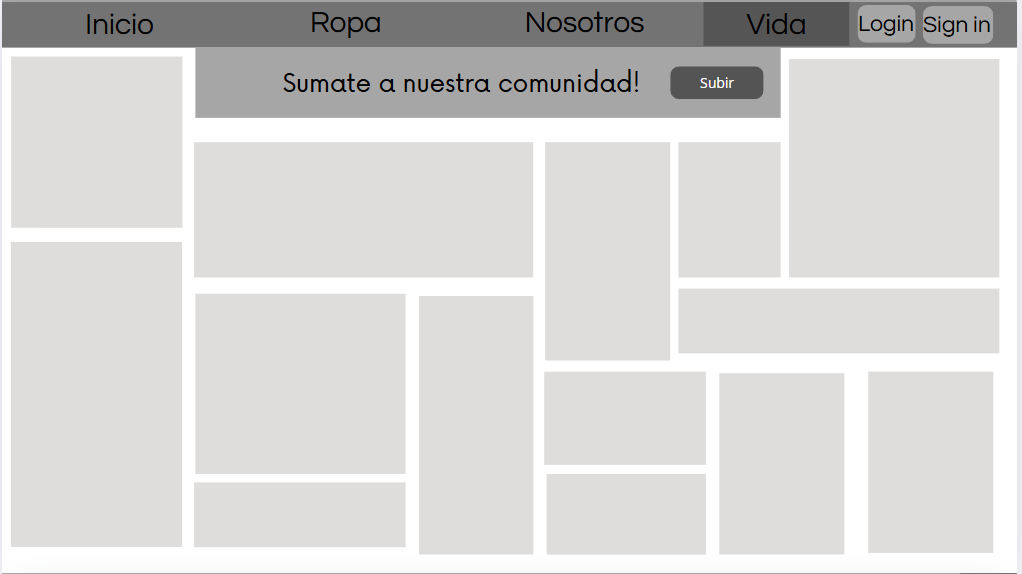 Inicio
Ropa
Nosotros
Vida
Login
Sign in
Sumate a nuestra comunidad!
Subir